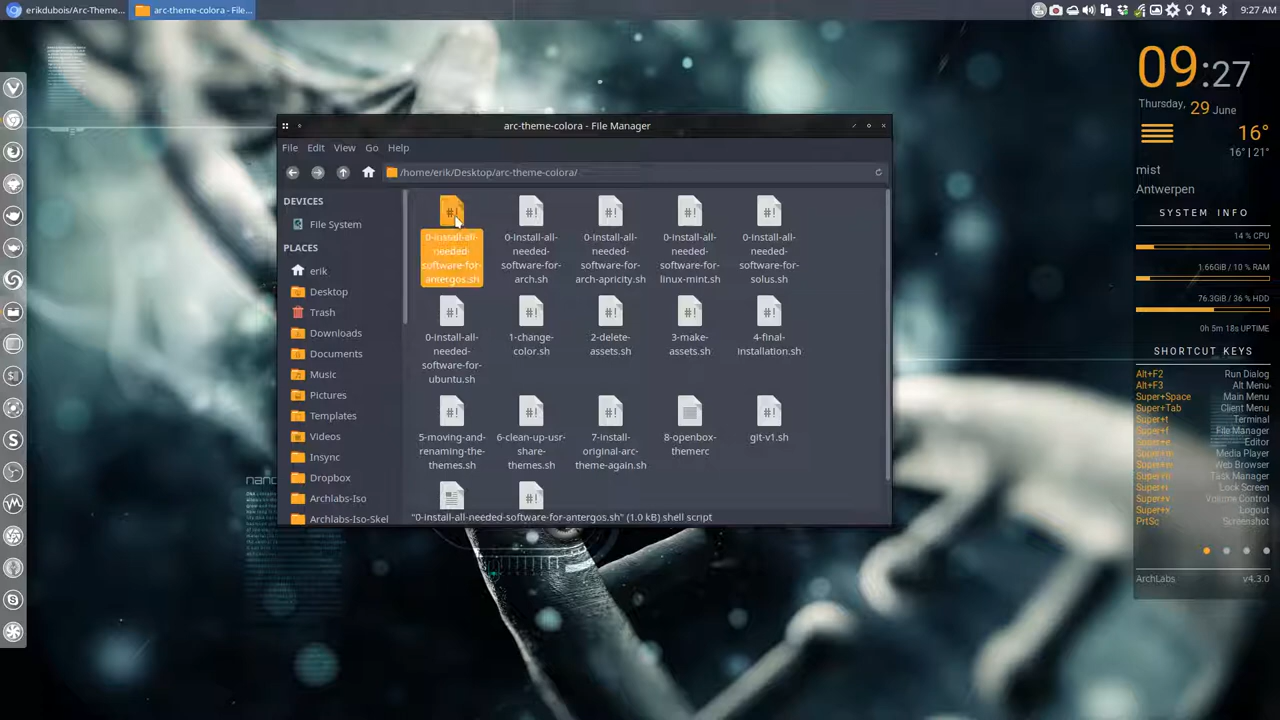 erikdubois/Arc-Theme...
arc-theme-colora - File...
9:27 AM
arc-theme-colora - File Manager
File Edit View Go Help
/home/erik/Desktop/arc-theme-colora/
DEVICES
File System
PLACES
erik
Desktop
Trash
Downloads
Documents
Music
Pictures
Templates
Videos
Insync
Dropbox
Archlabs-Iso
Archlabs-Iso-Skel
0-install-all-
needed-
software-for-
antergos.sh
0-install-all-
needed-
software-for-
arch.sh
0-install-all-
needed-
software-for-
arch-apricity.sh
0-install-all-
needed-
software-for-
linux-mint.sh
0-install-all-
needed-
software-for-
solus.sh
0-install-all-
needed-
software-for-
ubuntu.sh
1-change-
color.sh
2-delete-
assets.sh
3-make-
assets.sh
4-final-
installation.sh
5-moving-and-
renaming-the-
themes.sh
6-clean-up-usr-
share-
themes.sh
7-install-
original-arc-
theme-again.sh
8-openbox-
themerc
git-v1.sh
"0-install-all-needed-software-for-antergos.sh" (1.0 kB) shell script
09:27
Thursday, 29 June
16°
16° | 21°
mist
Antwerpen
SYSTEM INFO
14 % CPU
1.66GiB / 10 % RAM
76.3GiB / 36 % HDD
0h 5m 18s UPTIME
SHORTCUT KEYS
Alt+F2 Run Dialog
Alt+F3 Alt Menu
Super+Space Main Menu
Super+Tab Client Menu
Super+t Terminal
Super+f File Manager
Super+e Editor
Super+m Media Player
Super+w Web Browser
Task Manager
Super+l Lock Screen
Super+v Volume Control
Super+x Logout
PrtSc Screenshot
ArchLabs v4.3.0